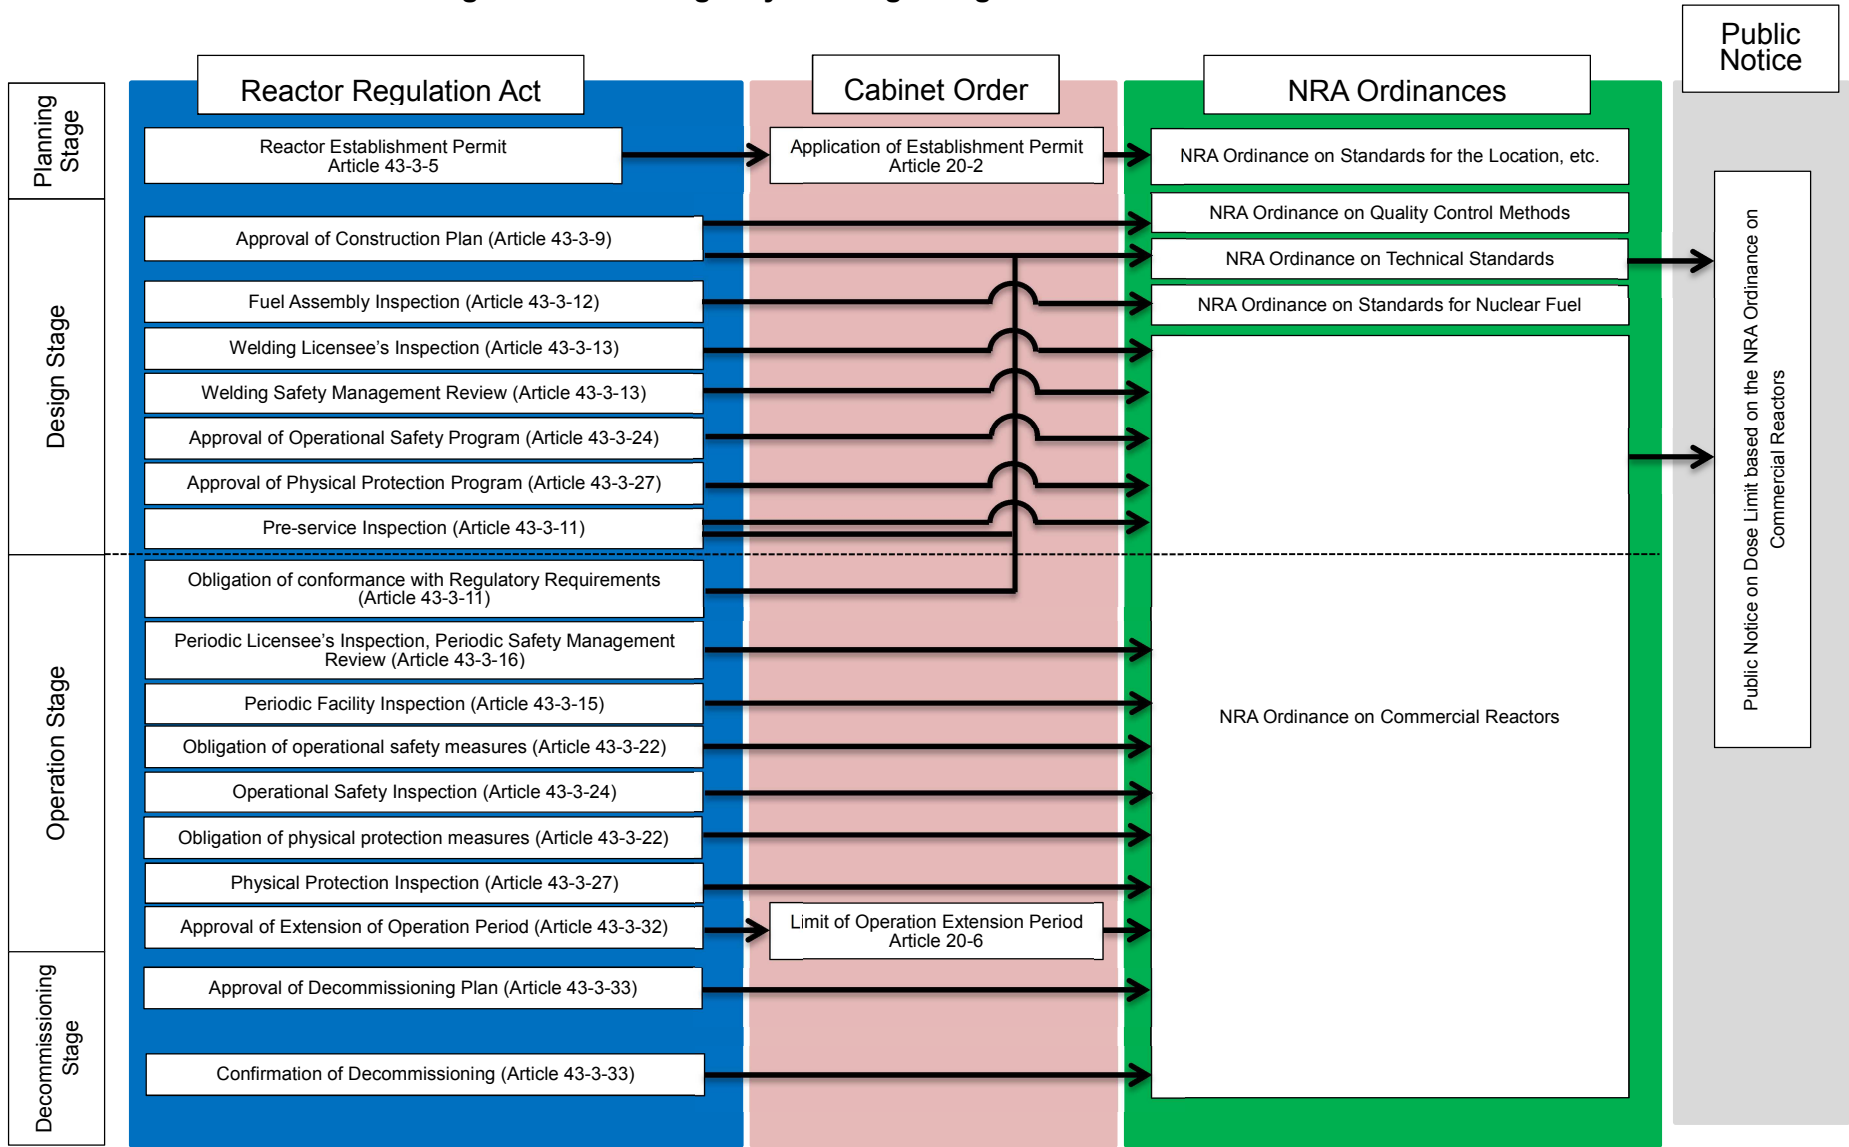 Public
Notice
Reactor Regulation Act
Cabinet Order
NRA Ordinances
Planning
Stage
Reactor Establishment Permit
Article 43-3-5
Application of Establishment Permit
Article 20-2
NRA Ordinance on Standards for the Location, etc.
Design Stage
Approval of Construction Plan (Article 43-3-9)
NRA Ordinance on Quality Control Methods
NRA Ordinance on Technical Standards
Fuel Assembly Inspection (Article 43-3-12)
NRA Ordinance on Standards for Nuclear Fuel
Welding Licensee's Inspection (Article 43-3-13)
Welding Safety Management Review (Article 43-3-13)
Approval of Operational Safety Program (Article 43-3-24)
Approval of Physical Protection Program (Article 43-3-27)
Pre-service Inspection (Article 43-3-11)
Operation Stage
Obligation of conformance with Regulatory Requirements
(Article 43-3-11)
Periodic Licensee's Inspection, Periodic Safety Management
Review (Article 43-3-16)
Periodic Facility Inspection (Article 43-3-15)
Obligation of operational safety measures (Article 43-3-22)
Operational Safety Inspection (Article 43-3-24)
Obligation of physical protection measures (Article 43-3-22)
Physical Protection Inspection (Article 43-3-27)
Approval of Extension of Operation Period (Article 43-3-32)
Limit of Operation Extension Period
Article 20-6
NRA Ordinance on Commercial Reactors
Decommissioning
Stage
Approval of Decommissioning Plan (Article 43-3-33)
Confirmation of Decommissioning (Article 43-3-33)
Public Notice on Dose Limit based on the NRA Ordinance on
Commercial Reactors